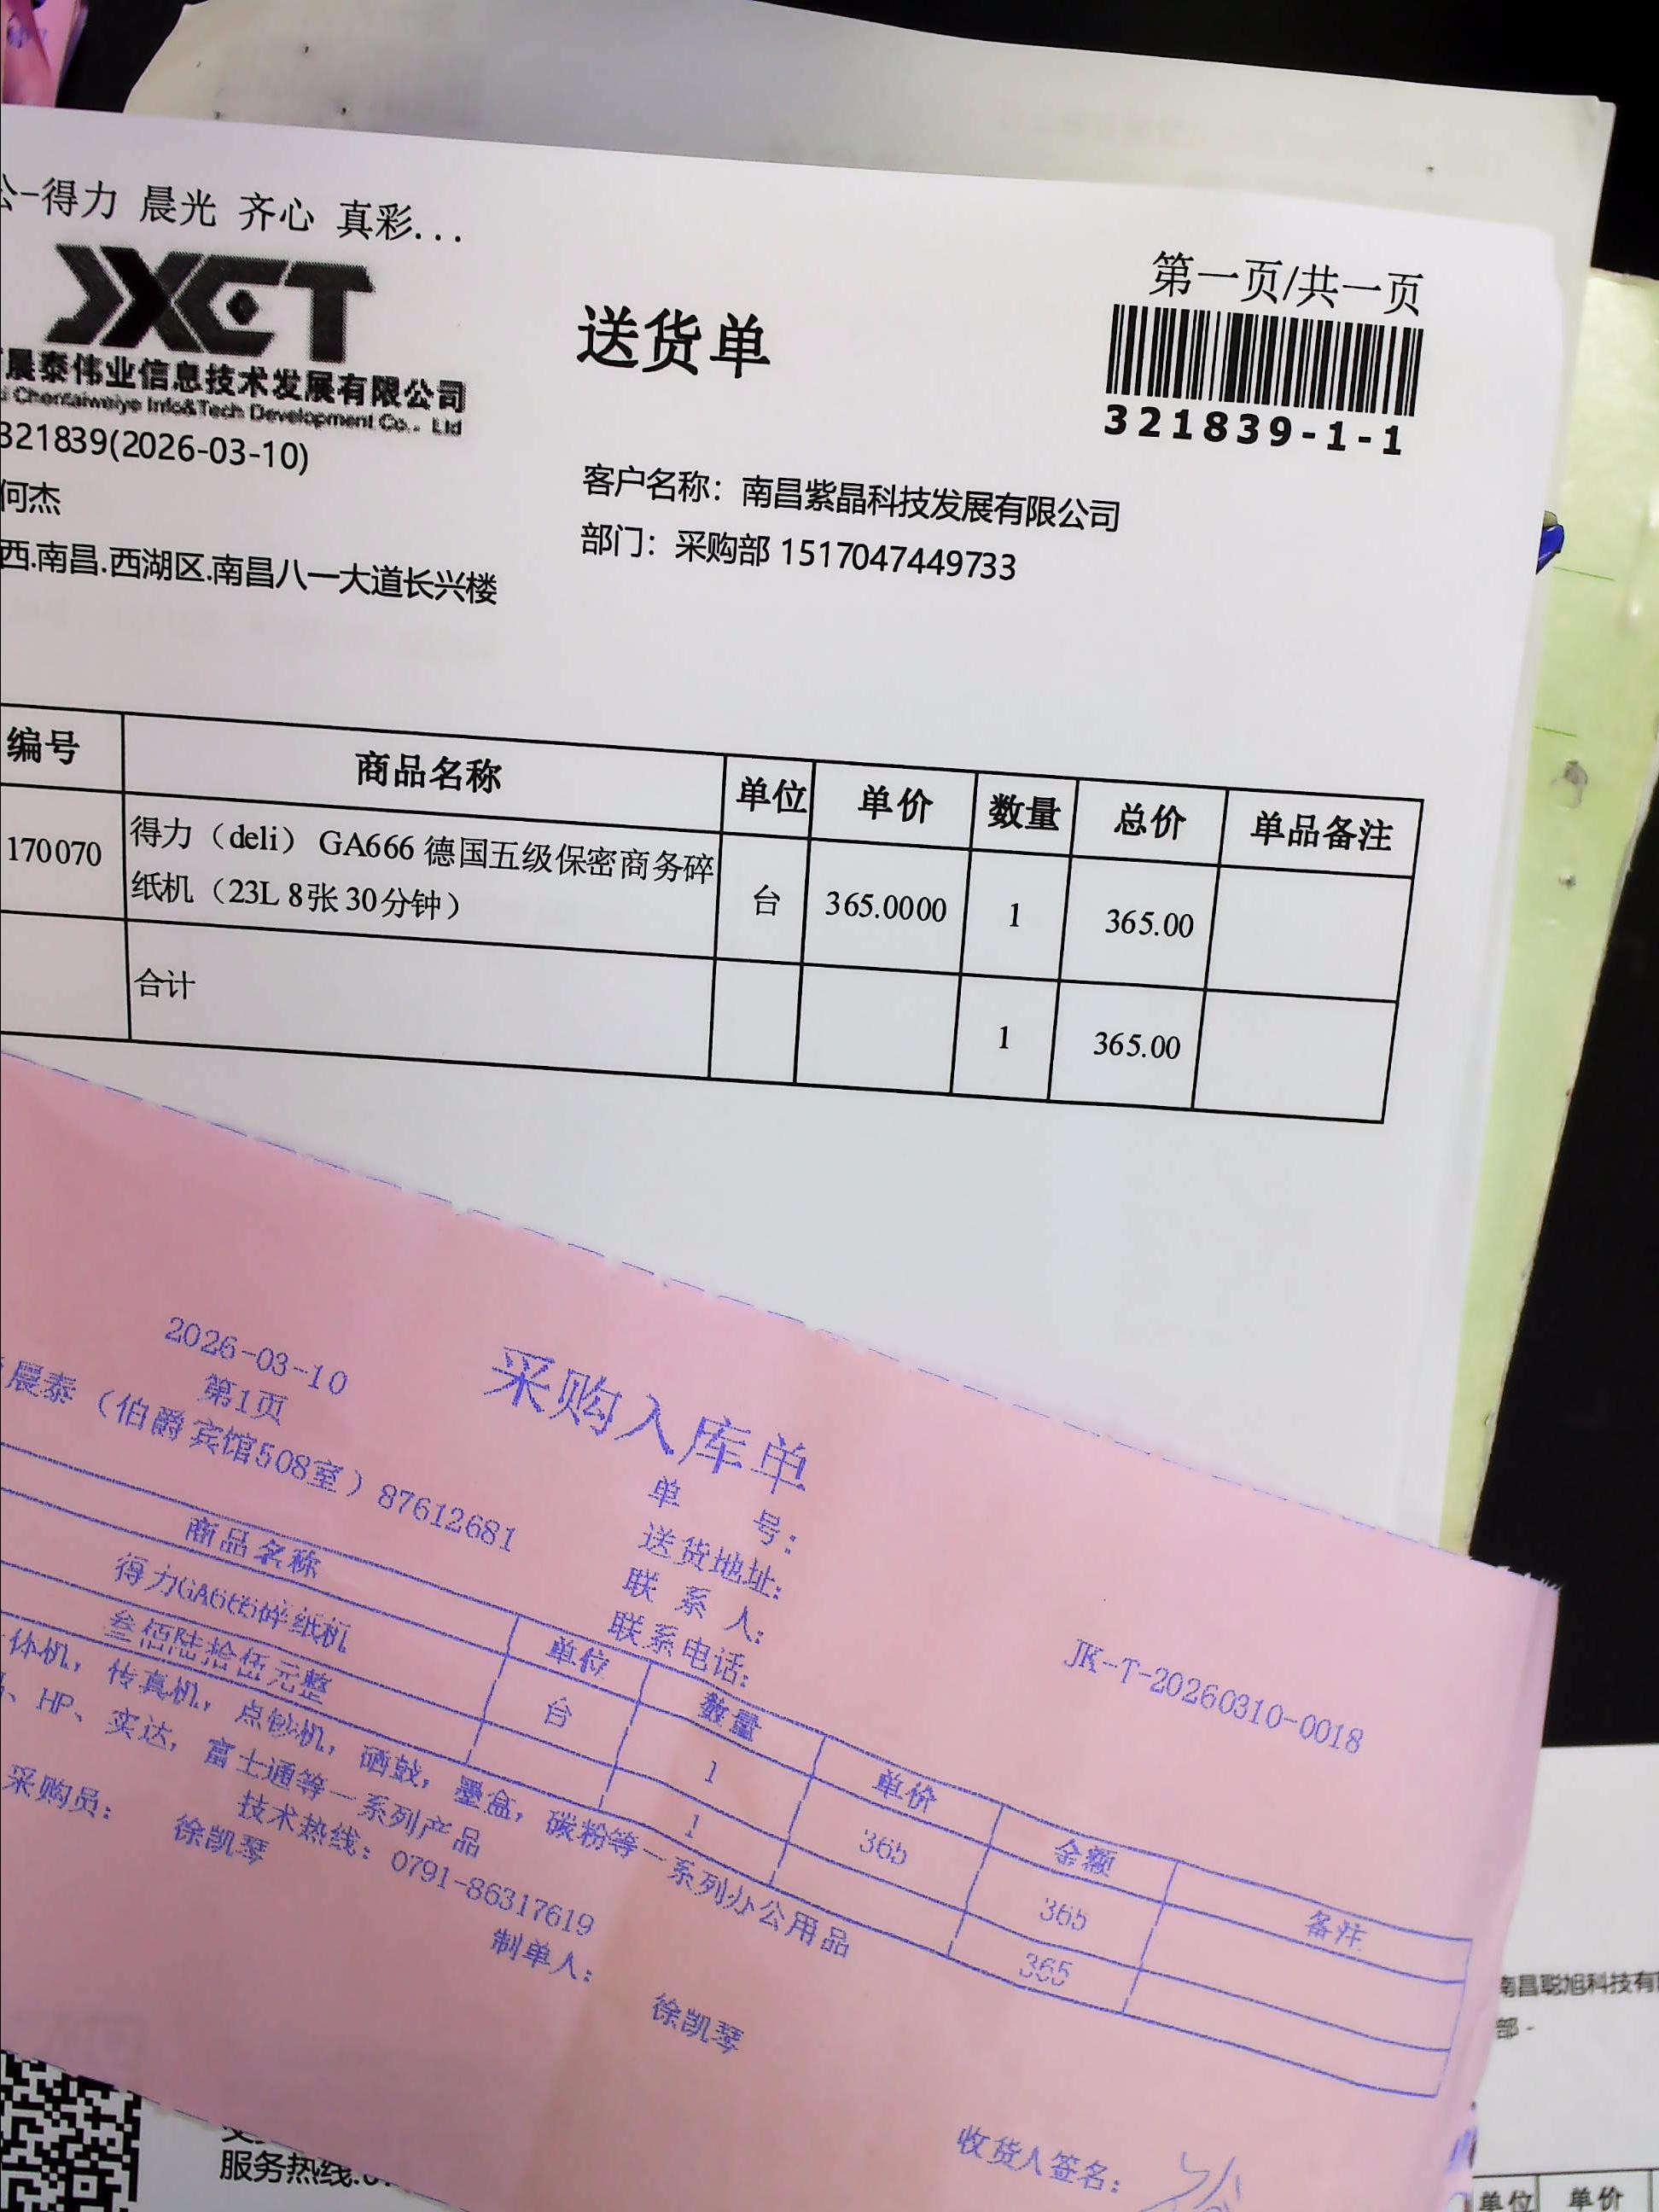 公-得力 晨光 齐心 真彩...
XCT
晨泰伟业信息技术发展有限公司
Chentaiweiye Info&Tech Development Co., Ltd
321839(2026-03-10)
何杰
西.南昌.西湖区.南昌八一大道长兴楼
送货单
第一页/共一页
321839-1-1
客户名称：南昌紫晶科技发展有限公司
部门：采购部 1517047449733
编号 商品名称 单位 单价 数量 总价 单品备注
170070 得力（deli） GA666 德国五级保密商务碎纸机（23L 8张 30分钟） 台 365.0000 1 365.00
合计 1 365.00
采购入库单
2026-03-10
第1页
晨泰（伯爵宾馆508室）87612681
单 号：
JK-T-20260310-0018
送货地址：
联 系 人：
联系电话：
商品名称 单位 数量 单价 金额 备注
得力GA666碎纸机 台 1 365 365
叁佰陆拾伍元整 1 365
体机，传真机，点钞机，硒鼓，墨盒，碳粉等一系列办公用品
、HP、实达，富士通等一系列产品
技术热线：0791-86317619
采购员： 徐凯琴
制单人： 徐凯琴
收货人签名：
服务热线:
南昌聪旭科技有
部 -
单位 单价